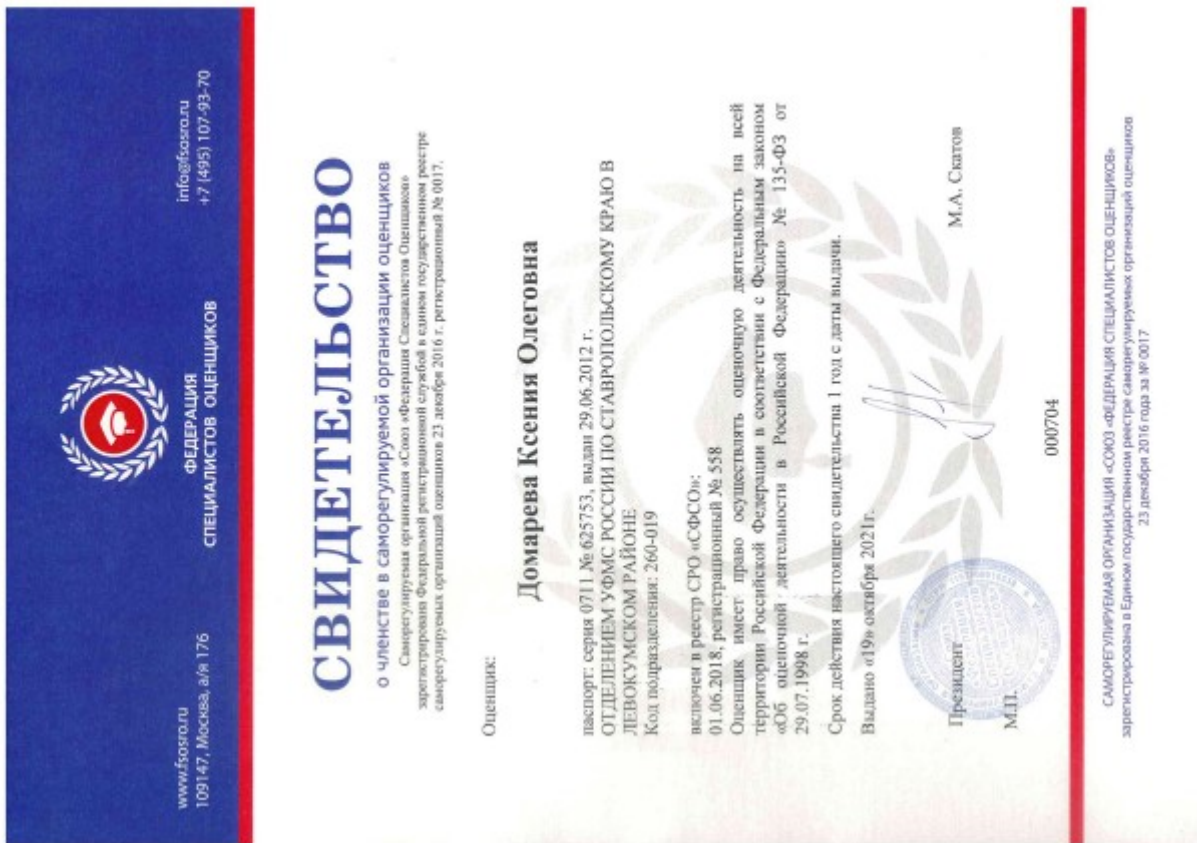 www.fsosro.ru
109147, Москва, а/я 176
ФЕДЕРАЦИЯ
СПЕЦИАЛИСТОВ ОЦЕНЩИКОВ
info@fsosro.ru
+7 (495) 107-93-70
СВИДЕТЕЛЬСТВО
о членстве в саморегулируемой организации оценщиков
Саморегулируемая организация «Союз «Федерация Специалистов Оценщиков»
зарегистрирована Федеральной регистрационной службой в едином государственном реестре
саморегулируемых организаций оценщиков 23 декабря 2016 г. регистрационный № 0017.
Оценщик:
Домарева Ксения Олеговна
паспорт: серия 0711 № 625753, выдан 29.06.2012 г.
ОТДЕЛЕНИЕМ УФМС РОССИИ ПО СТАВРОПОЛЬСКОМУ КРАЮ В
ЛЕВОКУМСКОМ РАЙОНЕ
Код подразделения: 260-019
включен в реестр СРО «СФСО»:
01.06.2018, регистрационный № 558
Оценщик имеет право осуществлять оценочную деятельность на всей
территории Российской Федерации в соответствии с Федеральным законом
«Об оценочной деятельности в Российской Федерации» № 135-ФЗ от
29.07.1998 г.
Срок действия настоящего свидетельства 1 год с даты выдачи.
Выдано «19» октября 2021г.
Президент
М.А. Скатов
М.П.
000704
САМОРЕГУЛИРУЕМАЯ ОРГАНИЗАЦИЯ «СОЮЗ «ФЕДЕРАЦИЯ СПЕЦИАЛИСТОВ ОЦЕНЩИКОВ»
зарегистрирована в Едином государственном реестре саморегулируемых организаций оценщиков
23 декабря 2016 года за № 0017